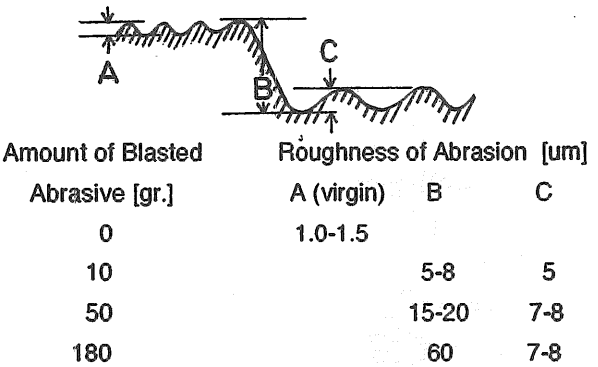 A
B
C
Amount of Blasted Roughness of Abrasion [um]
Abrasive [gr.] A (virgin) B C
0 1.0-1.5
10 5-8 5
50 15-20 7-8
180 60 7-8